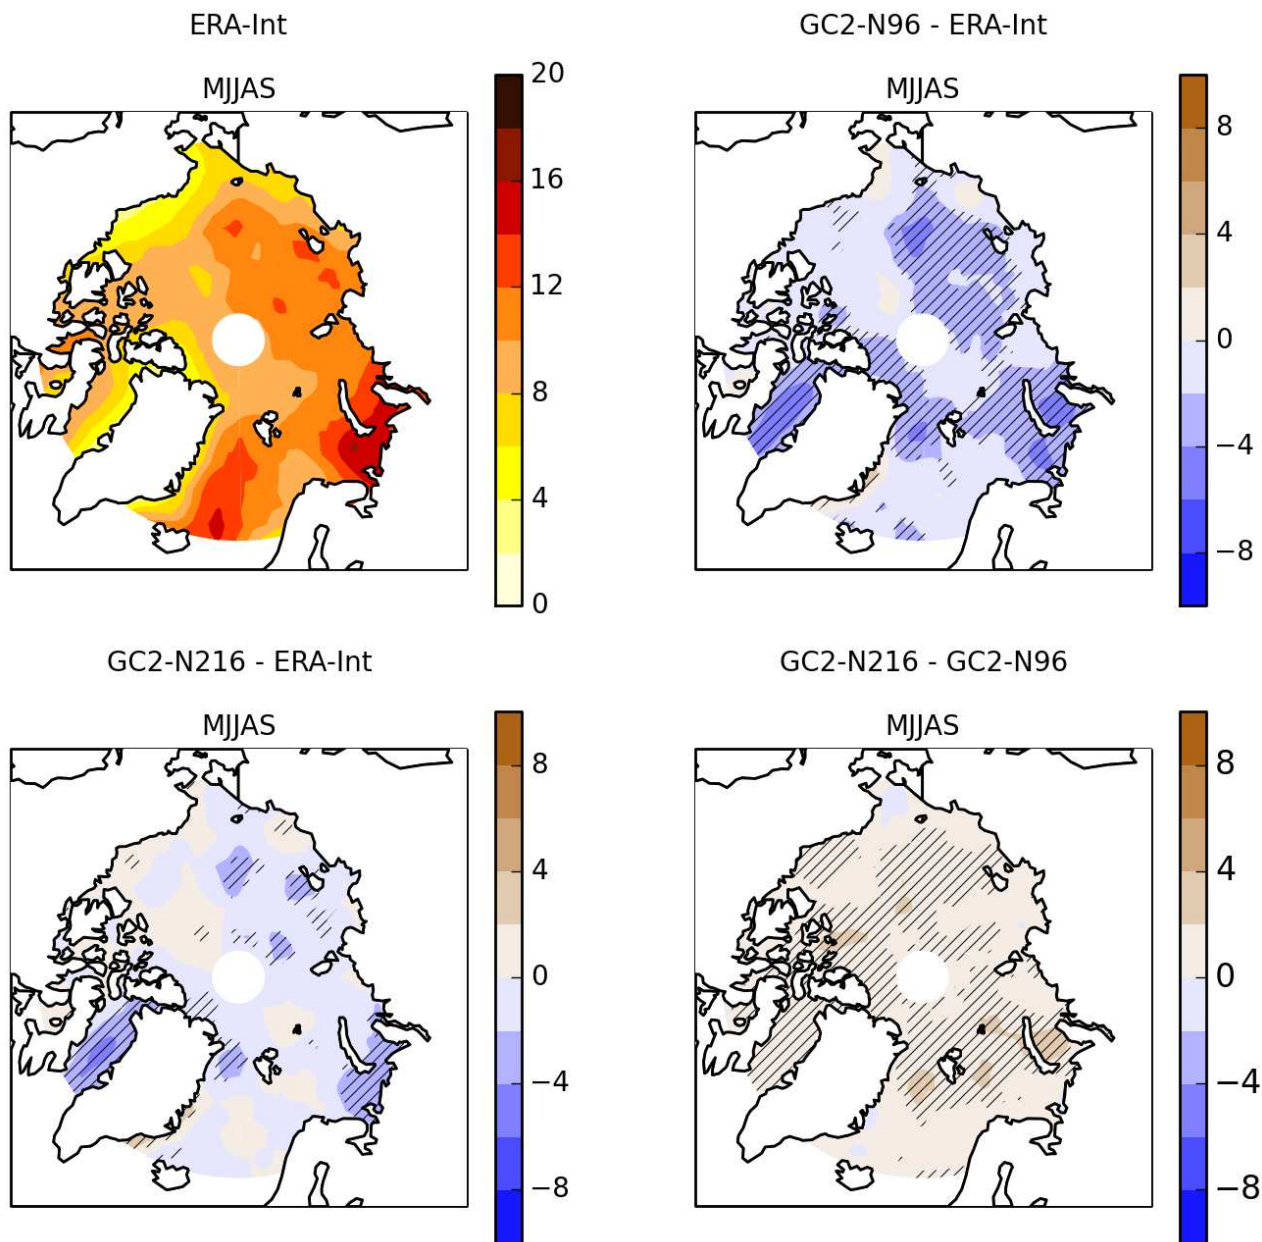 ERA-Int
GC2-N96 - ERA-Int
MJJAS
20
16
12
8
4
0
MJJAS
8
4
0
−4
−8
GC2-N216 - ERA-Int
GC2-N216 - GC2-N96
MJJAS
8
4
0
−4
−8
MJJAS
8
4
0
−4
−8